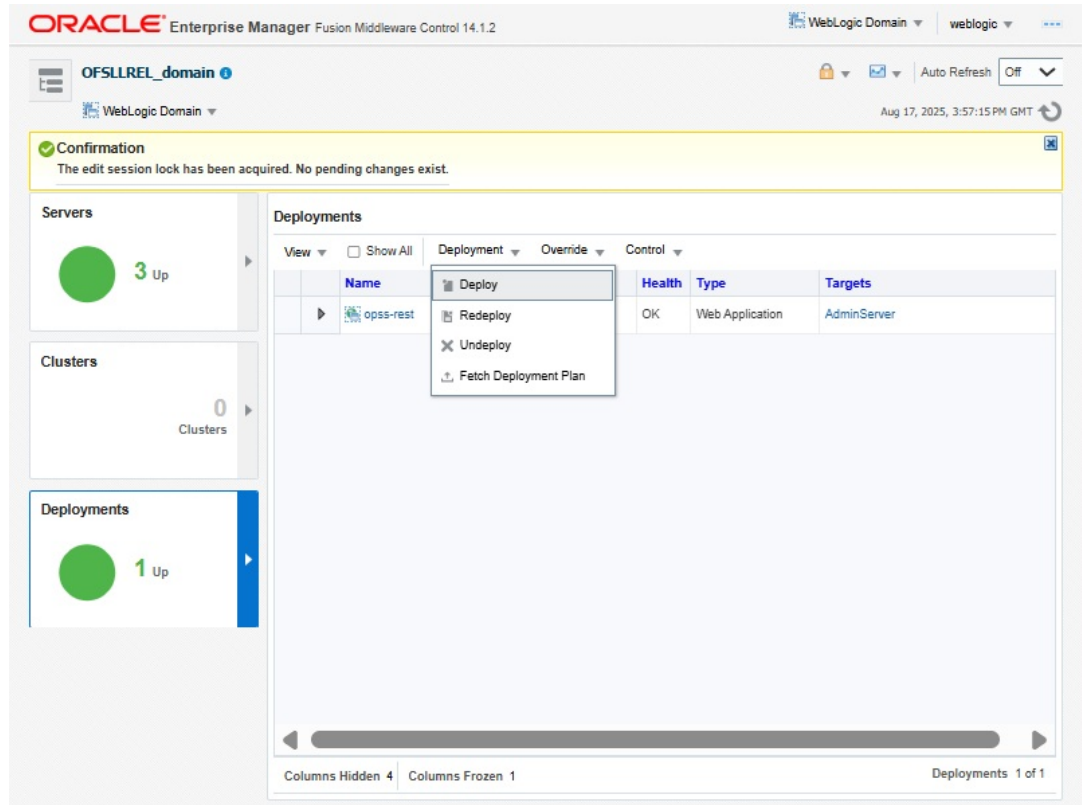 ORACLE® Enterprise Manager Fusion Middleware Control 14.1.2 WebLogic Domain weblogic
OFSLLREL_domain Auto Refresh Off
WebLogic Domain Aug 17, 2025, 3:57:15 PM GMT
Confirmation
The edit session lock has been acquired. No pending changes exist.
Servers
3 Up
Clusters
0
Clusters
Deployments
1 Up
Deployments
View Show All Deployment Override Control
Name Health Type Targets
opss-rest OK Web Application AdminServer
Deploy
Redeploy
Undeploy
Fetch Deployment Plan
Columns Hidden 4 Columns Frozen 1 Deployments 1 of 1